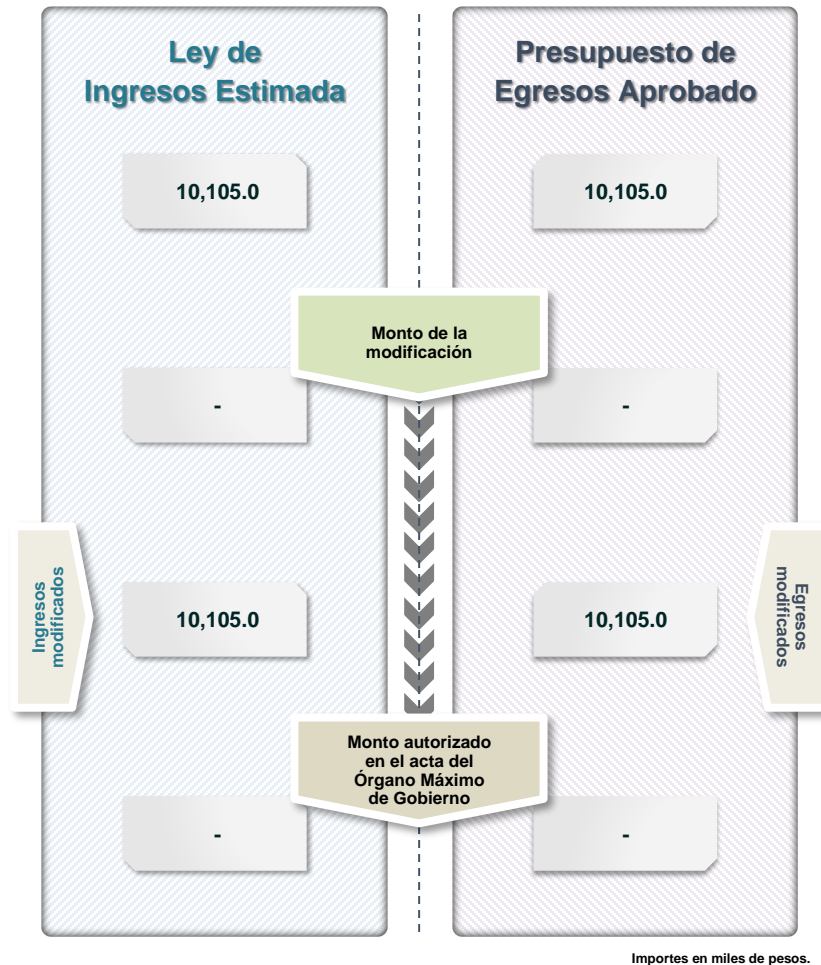 Ley de
Ingresos Estimada
Presupuesto de
Egresos Aprobado
10,105.0
10,105.0
Monto de la
modificación
-
-
Ingresos
modificados
10,105.0
10,105.0
Egresos
modificados
Monto autorizado
en el acta del
Órgano Máximo
de Gobierno
-
-
Importes en miles de pesos.